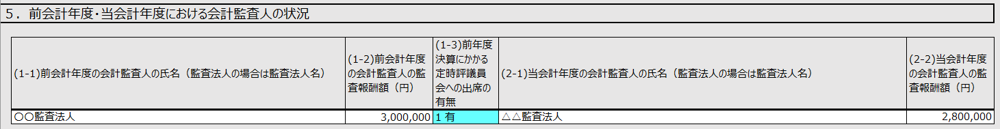 ５．前会計年度・当会計年度における会計監査人の状況
(1-1)前会計年度の会計監査人の氏名（監査法人の場合は監査法人名）
(1-2)前会計年度
の会計監査人の監
査報酬額（円）
(1-3)前年度
決算にかかる
定時評議員
会への出席の
有無
(2-1)当会計年度の会計監査人の氏名（監査法人の場合は監査法人名）
(2-2)当会計年度
の会計監査人の監
査報酬額（円）
〇〇監査法人
3,000,000
1 有
△△監査法人
2,800,000